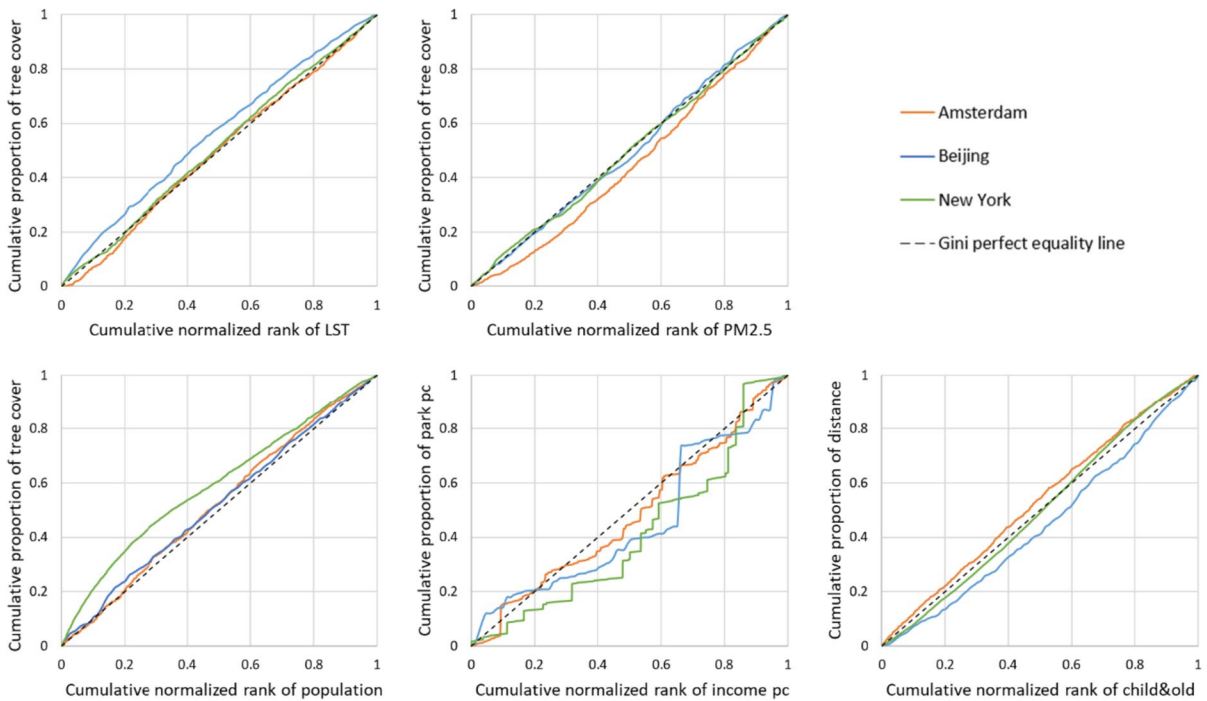 Cumulative proportion of tree cover
1
0.8
0.6
0.4
0.2
0
0 0.2 0.4 0.6 0.8 1
Cumulative normalized rank of LST
Cumulative proportion of tree cover
1
0.8
0.6
0.4
0.2
0
0 0.2 0.4 0.6 0.8 1
Cumulative normalized rank of PM2.5
Amsterdam
Beijing
New York
Gini perfect equality line
Cumulative proportion of tree cover
1
0.8
0.6
0.4
0.2
0
0 0.2 0.4 0.6 0.8 1
Cumulative normalized rank of population
Cumulative proportion of park pc
1
0.8
0.6
0.4
0.2
0
0 0.2 0.4 0.6 0.8 1
Cumulative normalized rank of income pc
Cumulative proportion of distance
1
0.8
0.6
0.4
0.2
0
0 0.2 0.4 0.6 0.8 1
Cumulative normalized rank of child&old